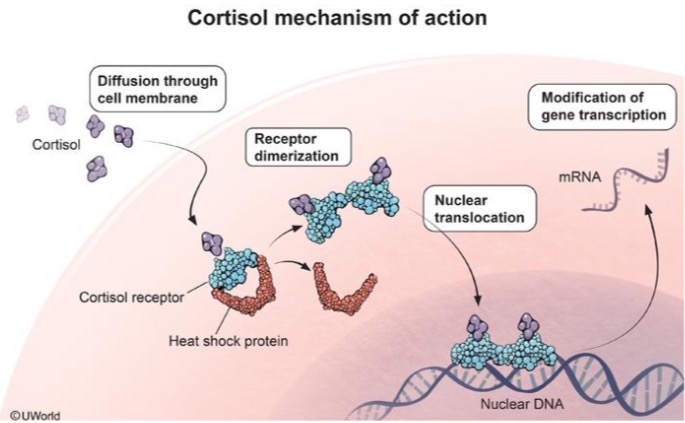 Cortisol mechanism of action
Diffusion through
cell membrane
Cortisol
Receptor
dimerization
Nuclear
translocation
Modification of
gene transcription
mRNA
Cortisol receptor
Heat shock protein
Nuclear DNA
©UWorld